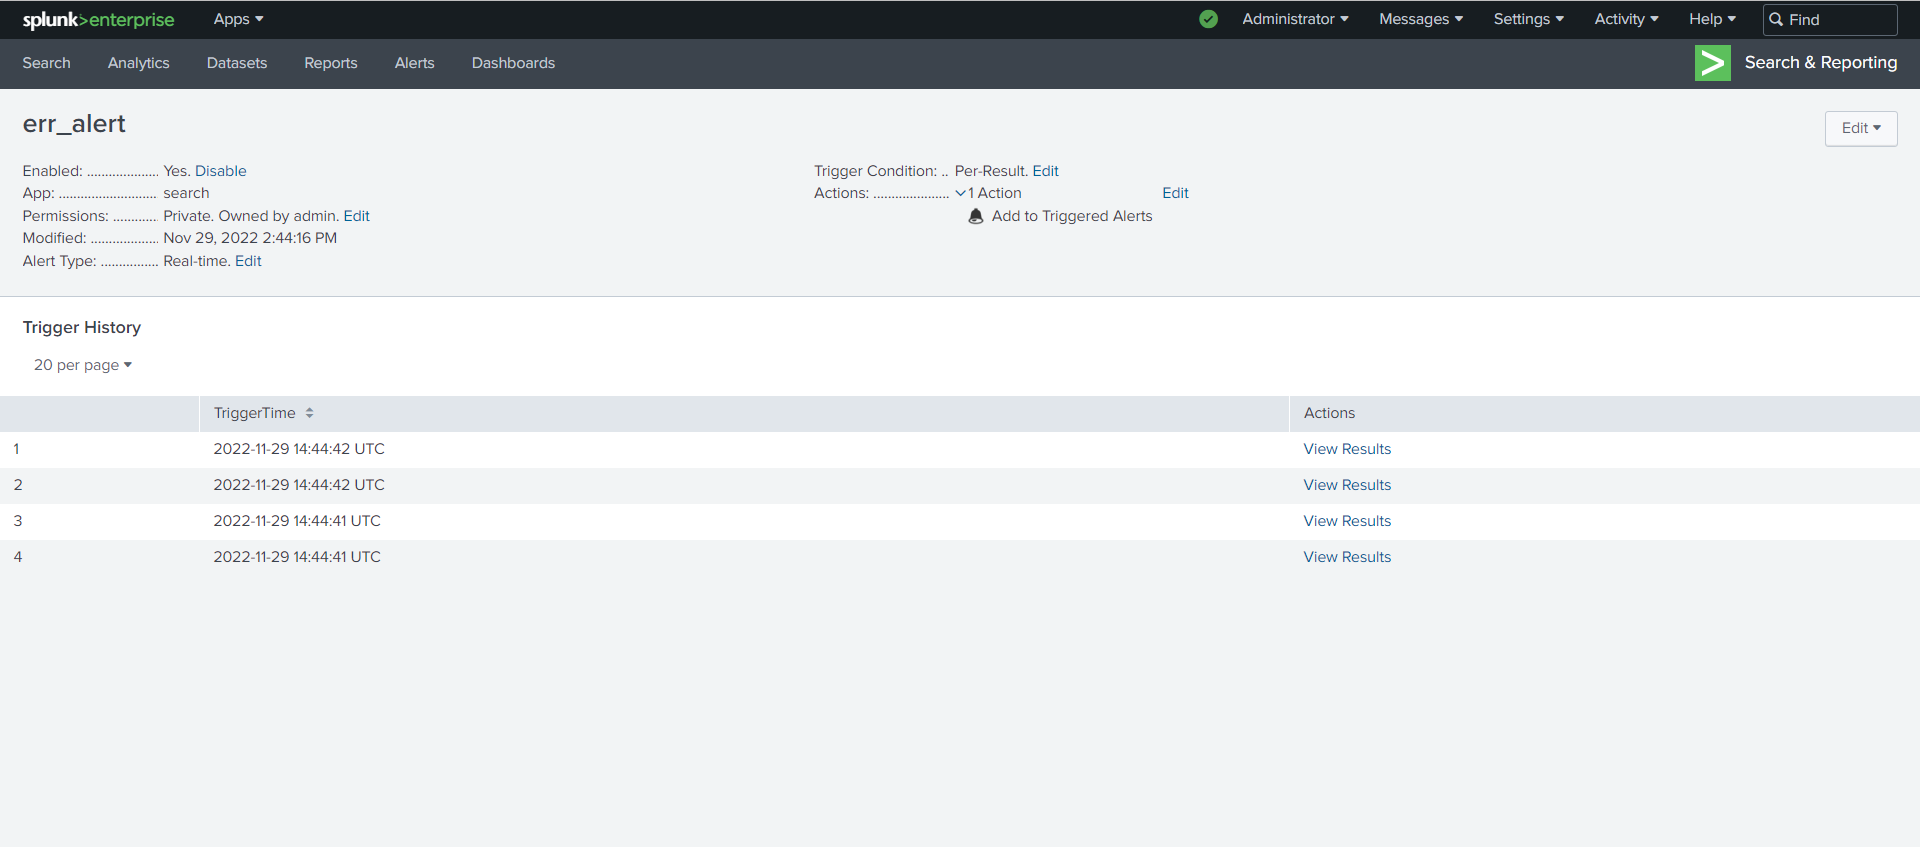 splunk>enterprise Apps Administrator Messages Settings Activity Help Find
Search Analytics Datasets Reports Alerts Dashboards Search & Reporting
err_alert
Edit
Enabled: .................... Yes. Disable
App: ........................... search
Permissions: ............ Private. Owned by admin. Edit
Modified: ................... Nov 29, 2022 2:44:16 PM
Alert Type: ................ Real-time. Edit
Trigger Condition: .. Per-Result. Edit
Actions: ..................... 1 Action Edit
Add to Triggered Alerts
Trigger History
20 per page
TriggerTime Actions
1 2022-11-29 14:44:42 UTC View Results
2 2022-11-29 14:44:42 UTC View Results
3 2022-11-29 14:44:41 UTC View Results
4 2022-11-29 14:44:41 UTC View Results